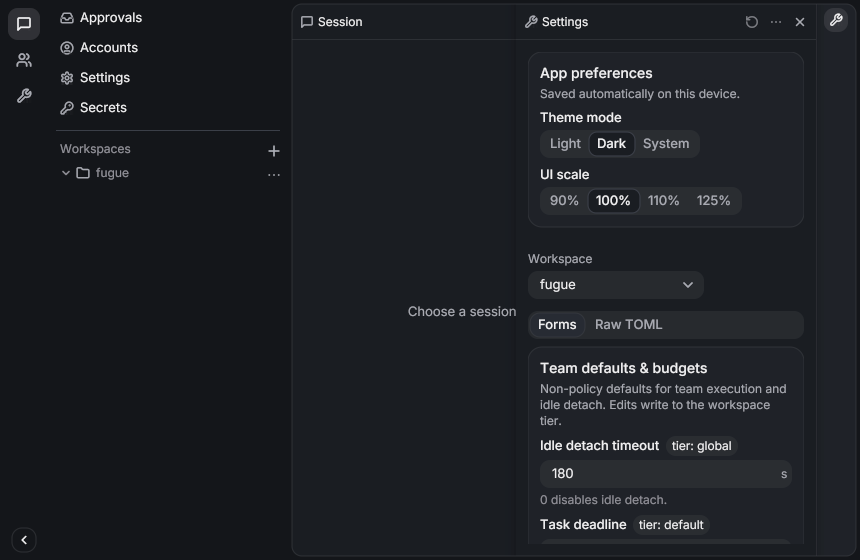 Approvals
Accounts
Settings
Secrets
Workspaces
fugue
Session
Choose a session
Settings
App preferences
Saved automatically on this device.
Theme mode
Light Dark System
UI scale
90% 100% 110% 125%
Workspace
fugue
Forms Raw TOML
Team defaults & budgets
Non-policy defaults for team execution and
idle detach. Edits write to the workspace
tier.
Idle detach timeout tier: global
180 s
0 disables idle detach.
Task deadline tier: default